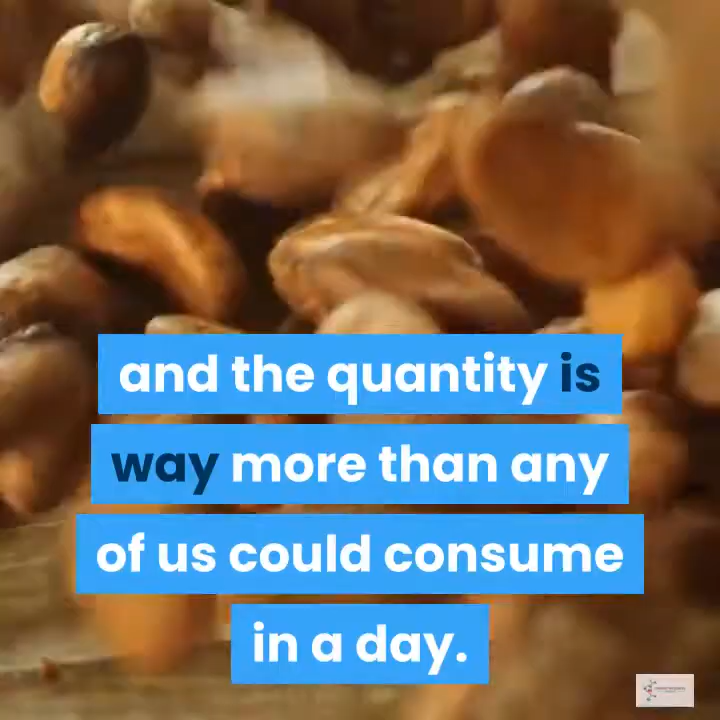 and the quantity is
way more than any
of us could consume
in a day.